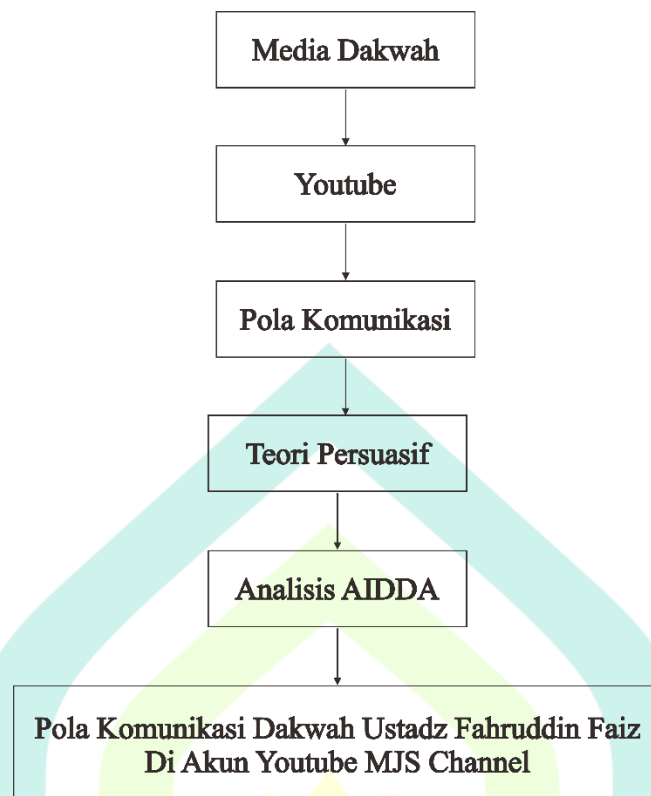 Media Dakwah
Youtube
Pola Komunikasi
Teori Persuasif
Analisis AIDDA
Pola Komunikasi Dakwah Ustadz Fahruddin Faiz
Di Akun Youtube MJS Channel